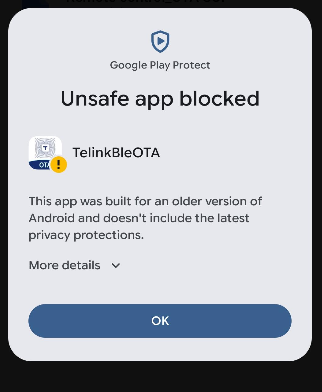 Google Play Protect
Unsafe app blocked
T
OTA
!
TelinkBleOTA
This app was built for an older version of
Android and doesn't include the latest
privacy protections.
More details
OK